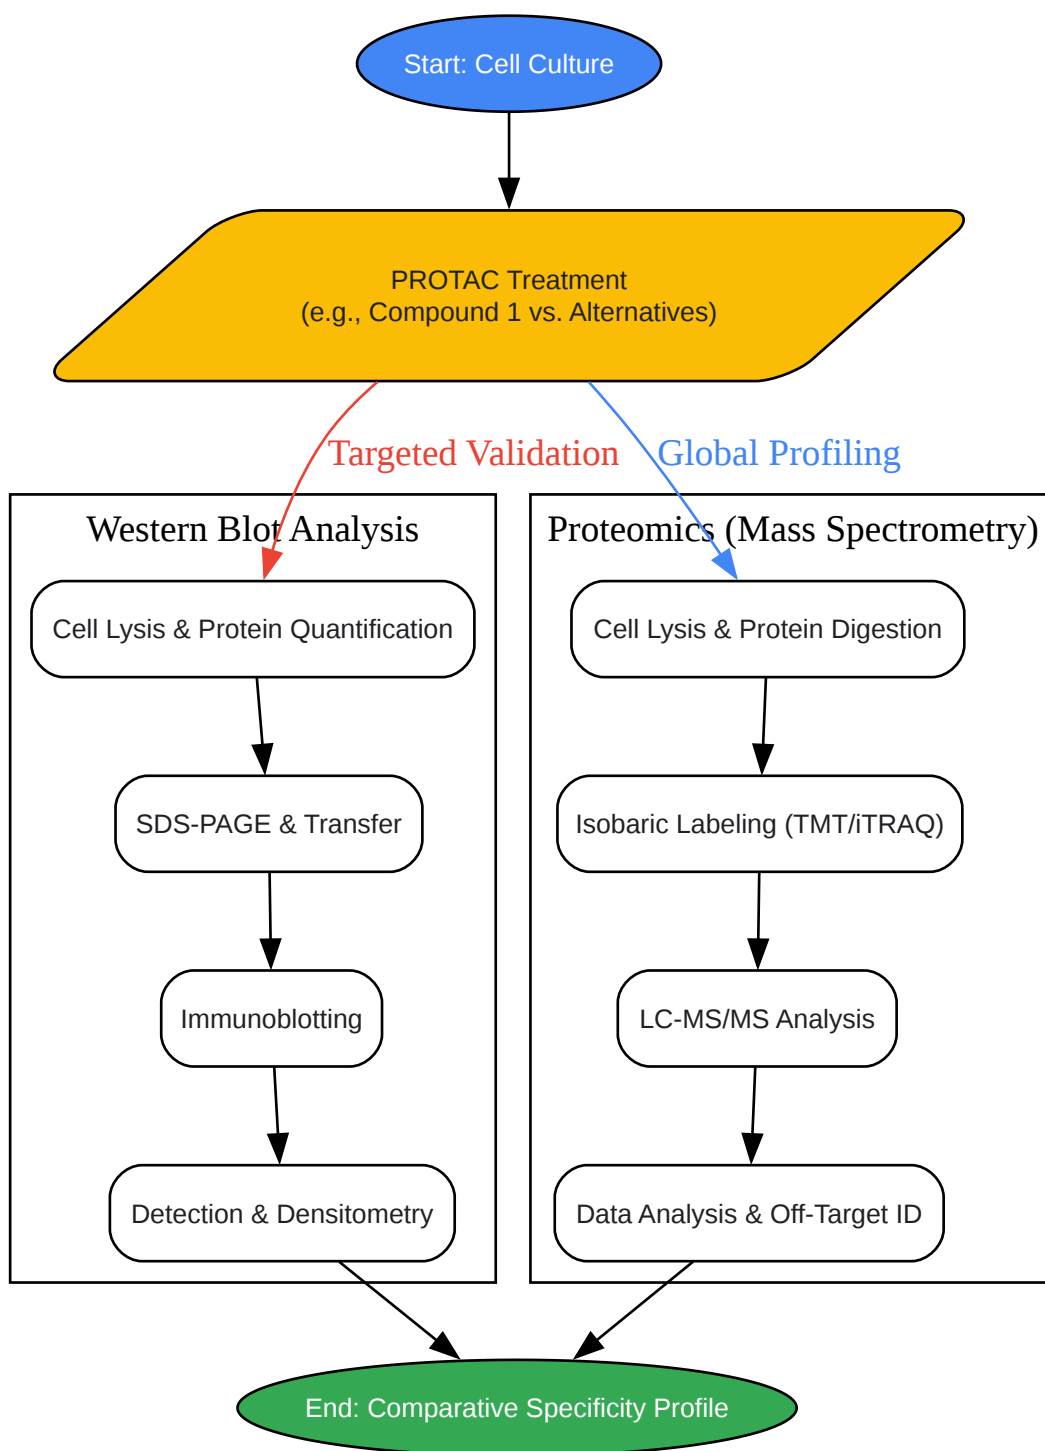 Start: Cell Culture
PROTAC Treatment
(e.g., Compound 1 vs. Alternatives)
Targeted Validation
Global Profiling
Western Blot Analysis
Cell Lysis & Protein Quantification
SDS-PAGE & Transfer
Immunoblotting
Detection & Densitometry
Proteomics (Mass Spectrometry)
Cell Lysis & Protein Digestion
Isobaric Labeling (TMT/iTRAQ)
LC-MS/MS Analysis
Data Analysis & Off-Target ID
End: Comparative Specificity Profile